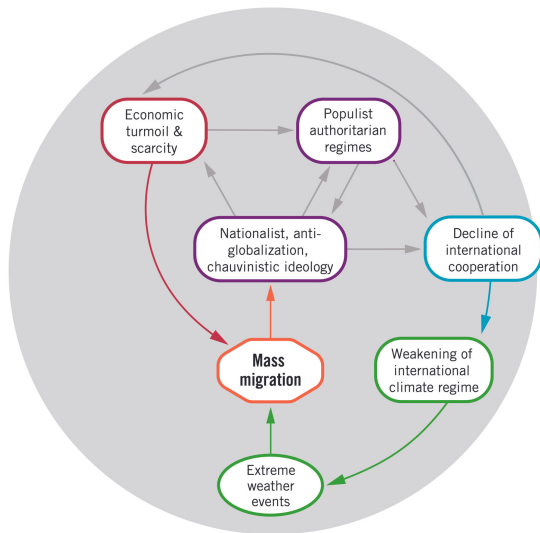 Economic
turmoil &
scarcity
Populist
authoritarian
regimes
Nationalist, anti-
globalization,
chauvinistic ideology
Decline of
international
cooperation
Mass
migration
Weakening of
international
climate regime
Extreme
weather
events